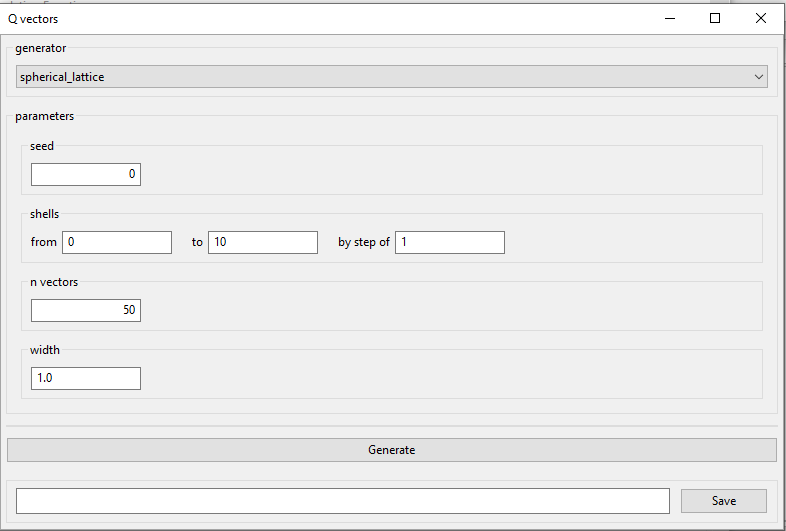 Q vectors
generator
spherical_lattice
parameters
seed
0
shells
from 0 to 10 by step of 1
n vectors
50
width
1.0
Generate
Save